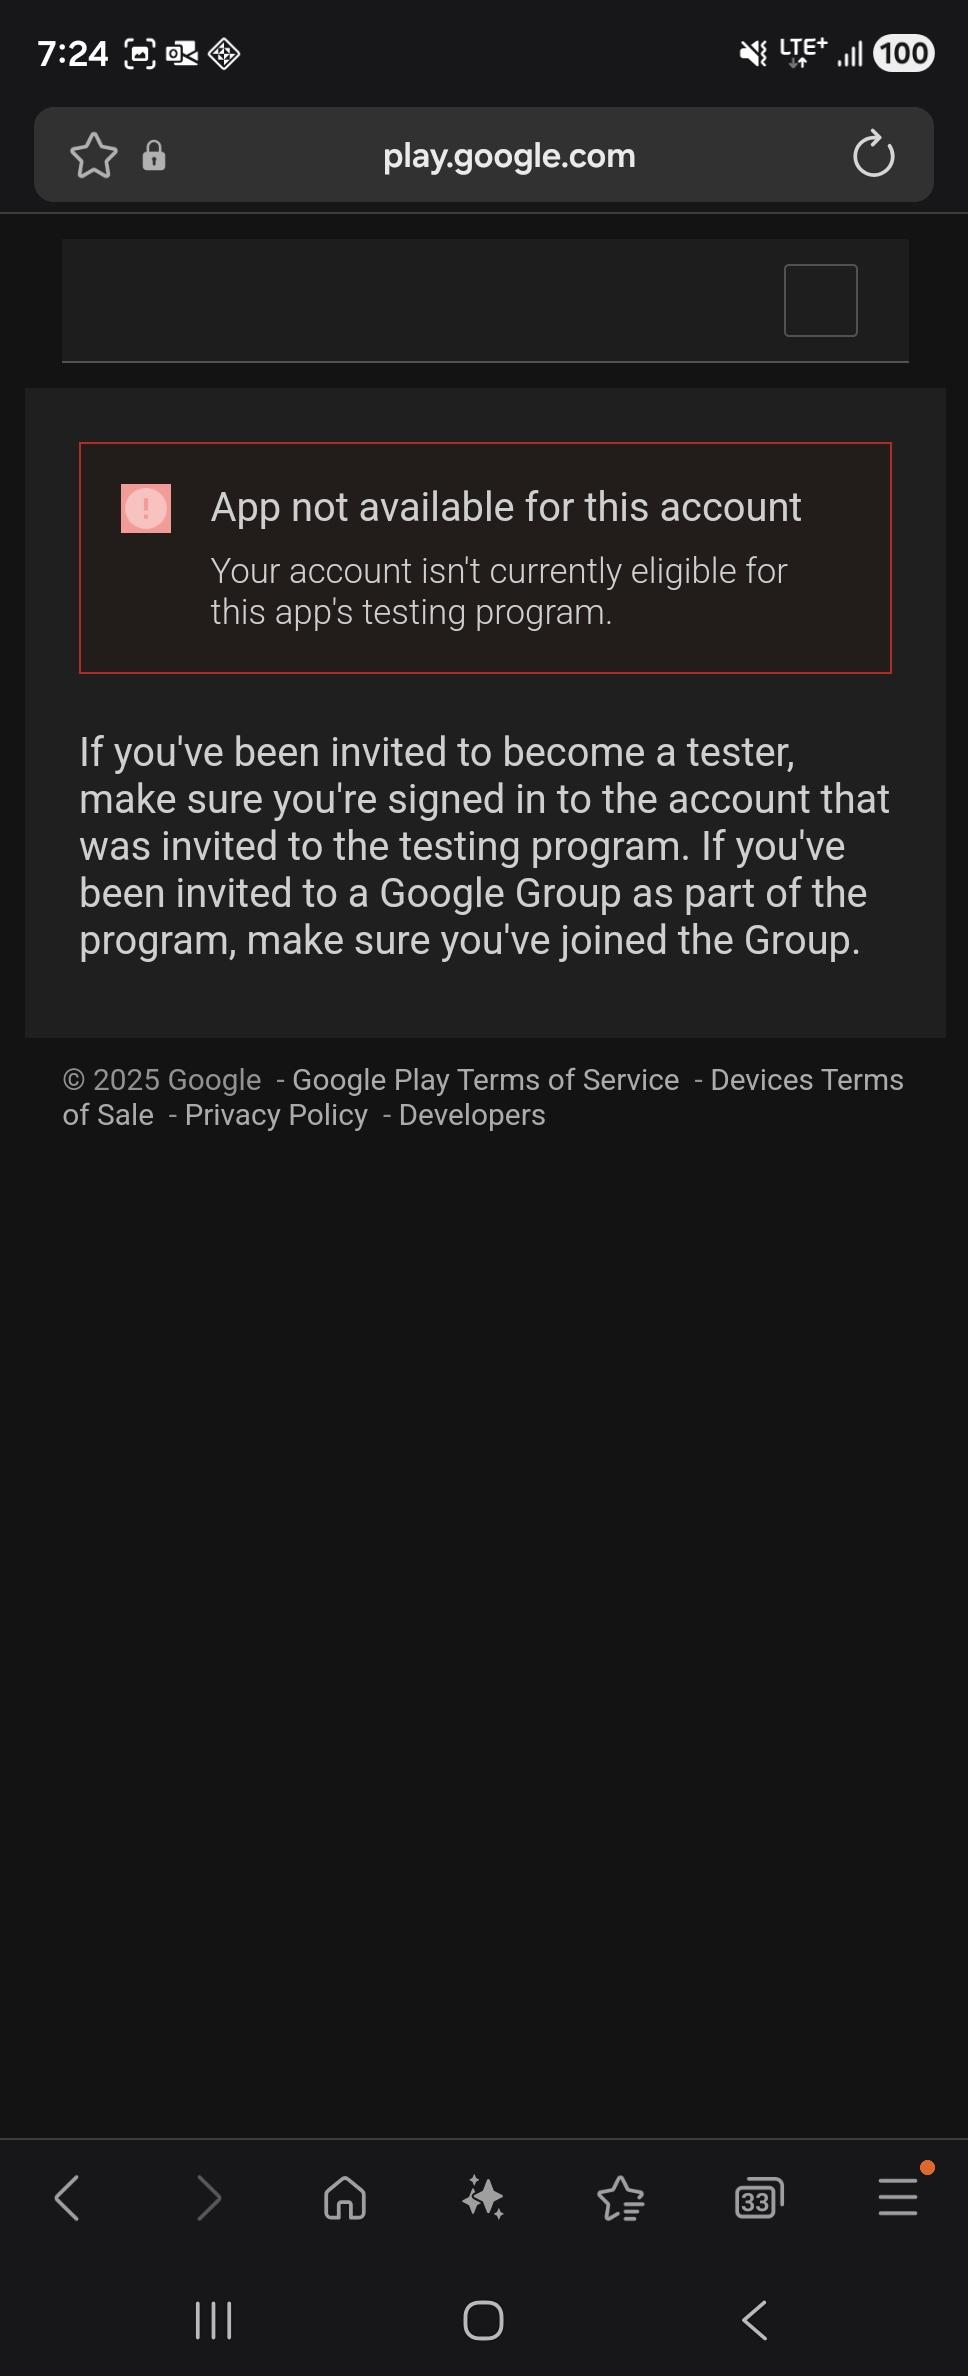 7:24
LTE+
100
play.google.com
App not available for this account
Your account isn't currently eligible for
this app's testing program.
If you've been invited to become a tester,
make sure you're signed in to the account that
was invited to the testing program. If you've
been invited to a Google Group as part of the
program, make sure you've joined the Group.
© 2025 Google - Google Play Terms of Service - Devices Terms
of Sale - Privacy Policy - Developers
33